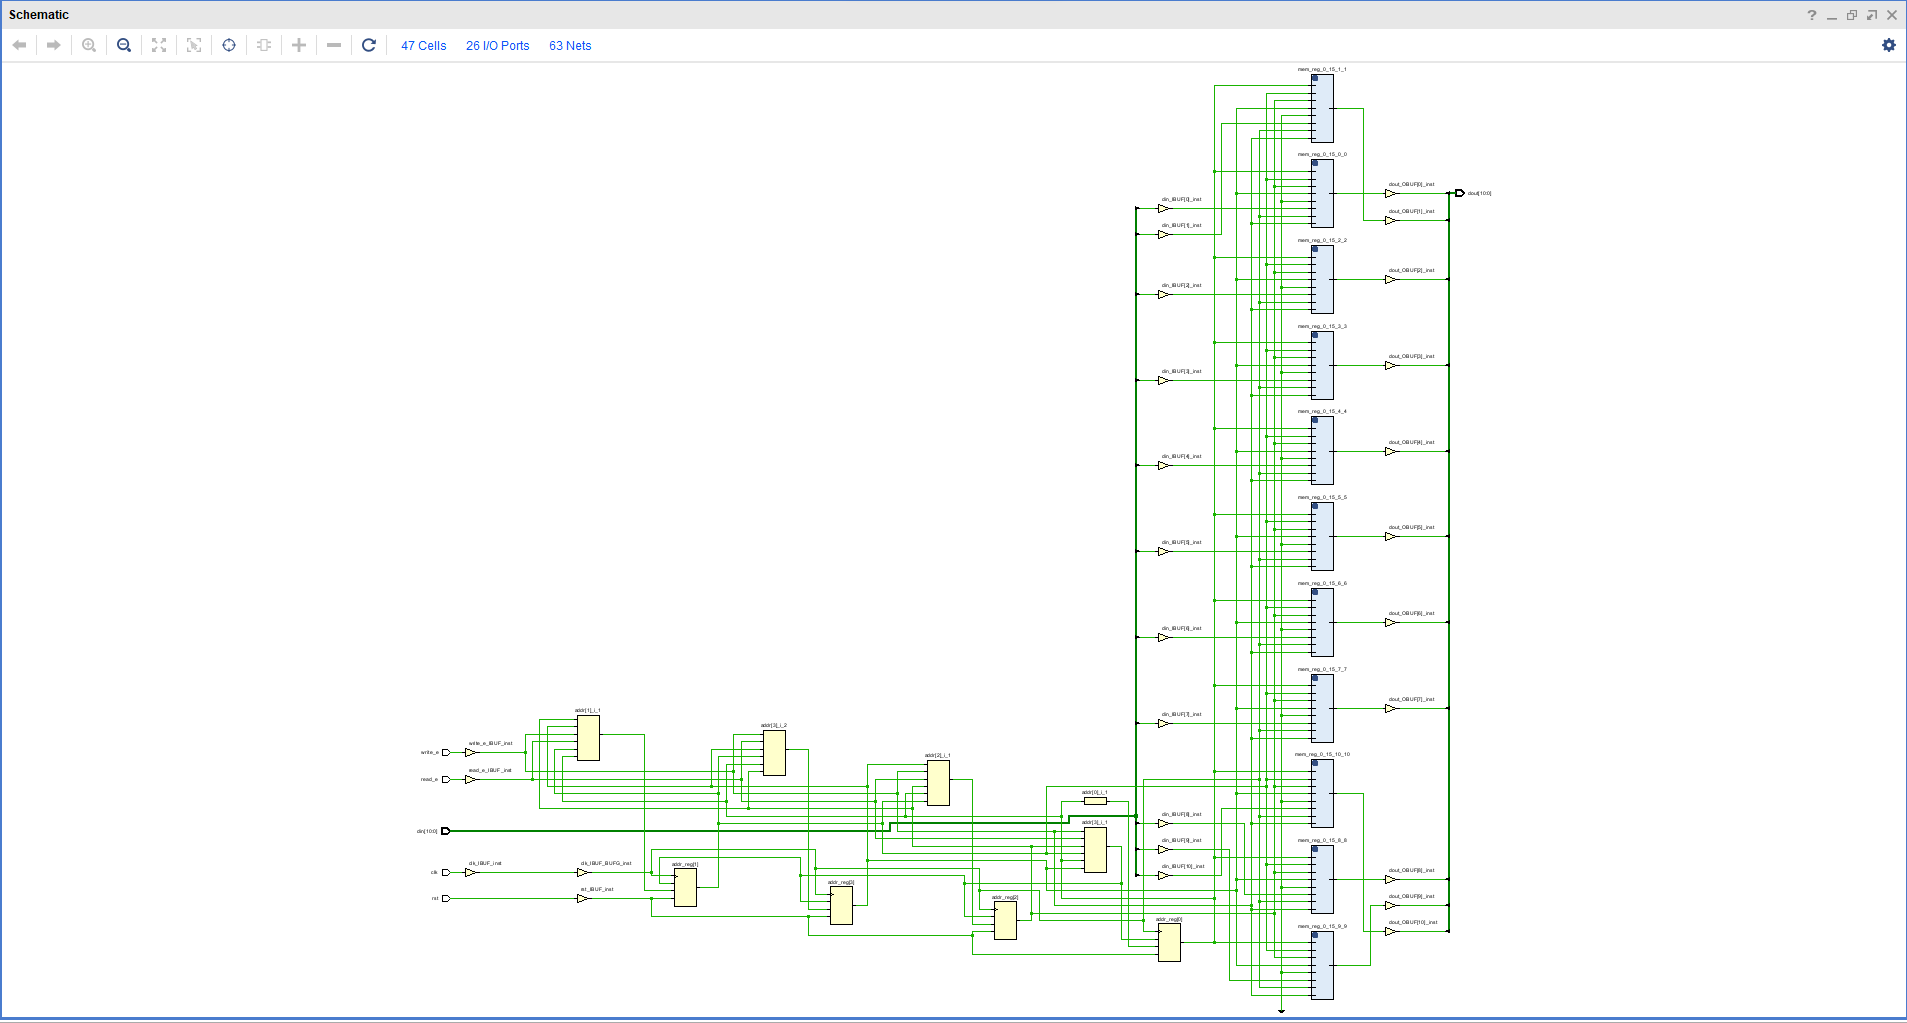 Schematic
47 Cells 26 I/O Ports 63 Nets
mem_reg_0_15_1_1
mem_reg_0_15_0_0
dout_OBUF[0]_inst
dout[10:0]
din_IBUF[0]_inst
dout_OBUF[1]_inst
din_IBUF[1]_inst
mem_reg_0_15_2_2
dout_OBUF[2]_inst
din_IBUF[2]_inst
mem_reg_0_15_3_3
dout_OBUF[3]_inst
din_IBUF[3]_inst
mem_reg_0_15_4_4
dout_OBUF[4]_inst
din_IBUF[4]_inst
mem_reg_0_15_5_5
dout_OBUF[5]_inst
din_IBUF[5]_inst
mem_reg_0_15_6_6
dout_OBUF[6]_inst
din_IBUF[6]_inst
mem_reg_0_15_7_7
dout_OBUF[7]_inst
din_IBUF[7]_inst
addr[1]_i_1
addr[3]_i_2
write_e
write_e_IBUF_inst
addr[2]_i_1
mem_reg_0_15_10_10
read_e
read_e_IBUF_inst
addr[0]_i_1
din_IBUF[8]_inst
addr[3]_i_1
din[10:0]
din_IBUF[9]_inst
mem_reg_0_15_8_8
clk
clk_IBUF_inst
clk_IBUF_BUFG_inst
addr_reg[1]
din_IBUF[10]_inst
dout_OBUF[8]_inst
addr_reg[3]
rst
rst_IBUF_inst
addr_reg[2]
dout_OBUF[9]_inst
addr_reg[0]
mem_reg_0_15_9_9
dout_OBUF[10]_inst